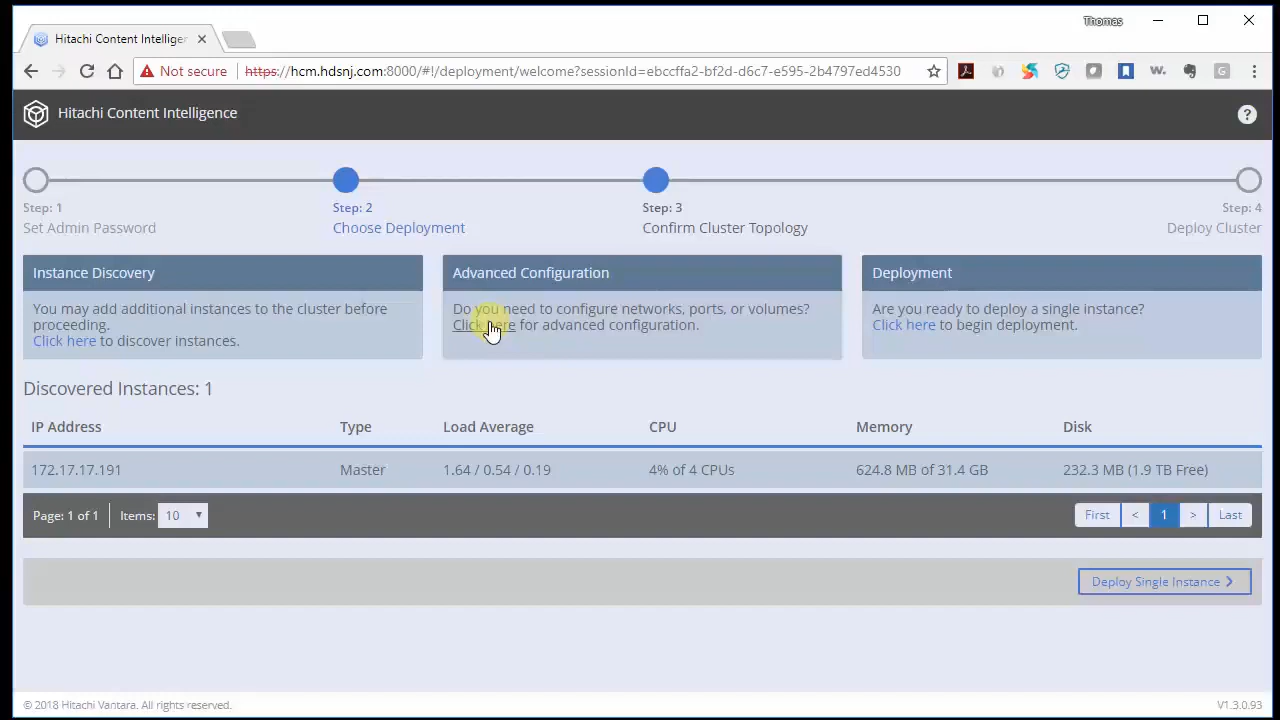 Thomas
Hitachi Content Intelliger
Not secure
https://hcm.hdsnj.com:8000/#!/deployment/welcome?sessionId=ebccffa2-bf2d-d6c7-e595-2b4797ed4530
Hitachi Content Intelligence
?
Step: 1
Set Admin Password
Step: 2
Choose Deployment
Step: 3
Confirm Cluster Topology
Step: 4
Deploy Cluster
Instance Discovery
You may add additional instances to the cluster before
proceeding.
Click here to discover instances.
Advanced Configuration
Do you need to configure networks, ports, or volumes?
Click here for advanced configuration.
Deployment
Are you ready to deploy a single instance?
Click here to begin deployment.
Discovered Instances: 1
IP Address Type Load Average CPU Memory Disk
172.17.17.191 Master 1.64 / 0.54 / 0.19 4% of 4 CPUs 624.8 MB of 31.4 GB 232.3 MB (1.9 TB Free)
Page: 1 of 1 Items: 10 First < 1 > Last
Deploy Single Instance >
© 2018 Hitachi Vantara. All rights reserved. V1.3.0.93